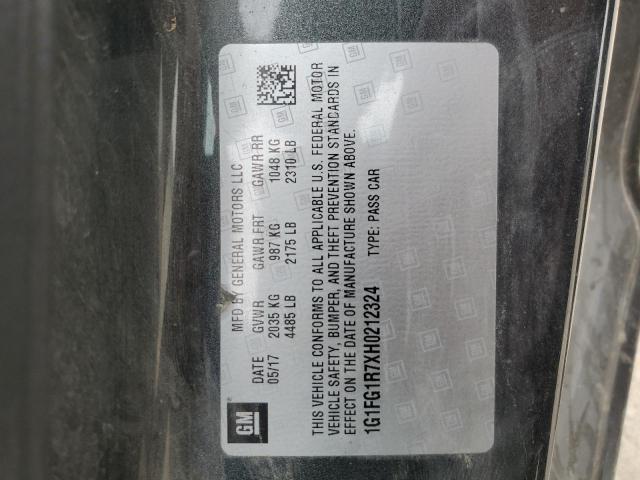 GM
MFD BY GENERAL MOTORS LLC
DATE GVWR GAWR FRT GAWR RR
05/17 2035 KG 987 KG 1048 KG
4485 LB 2175 LB 2310 LB
THIS VEHICLE CONFORMS TO ALL APPLICABLE U.S. FEDERAL MOTOR
VEHICLE SAFETY, BUMPER, AND THEFT PREVENTION STANDARDS IN
EFFECT ON THE DATE OF MANUFACTURE SHOWN ABOVE.
1G1FG1R7XH0212324 TYPE: PASS CAR